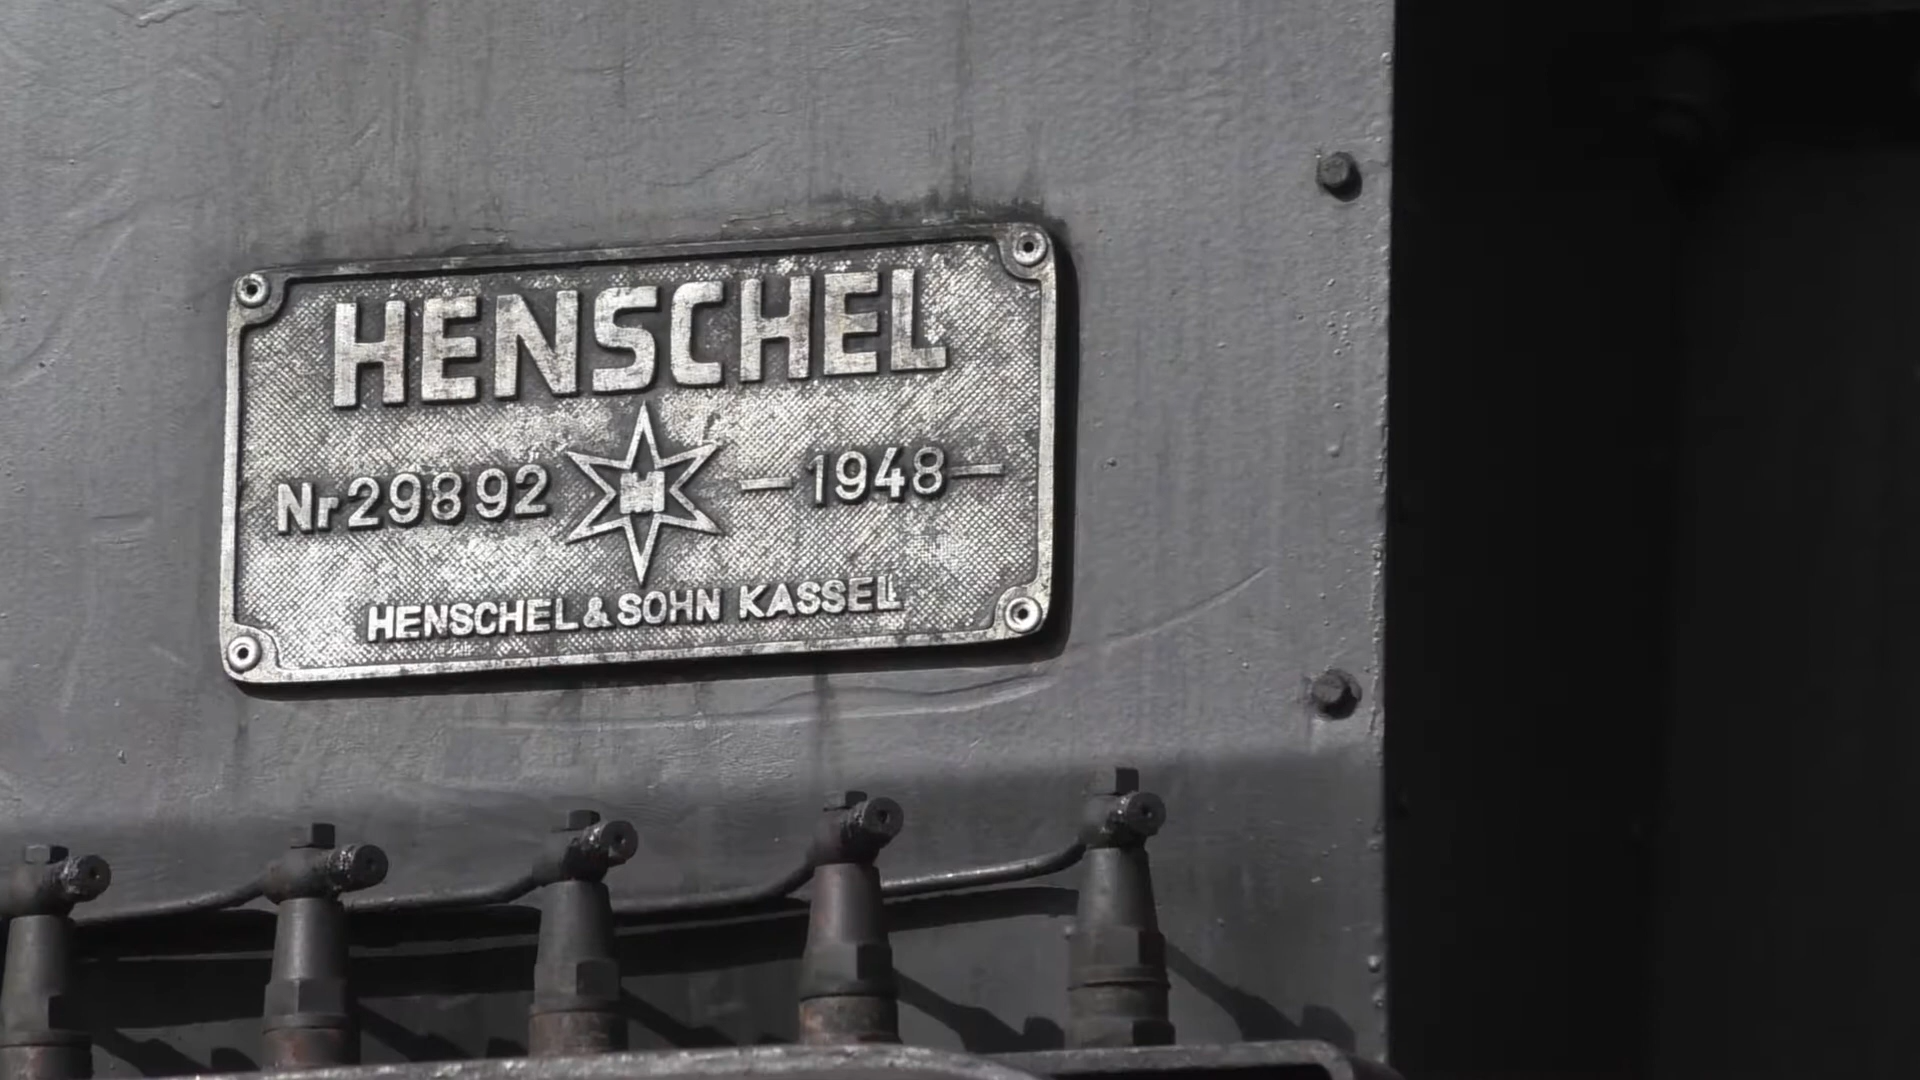 HENSCHEL
Nr 29892 —1948—
HENSCHEL & SOHN KASSEL